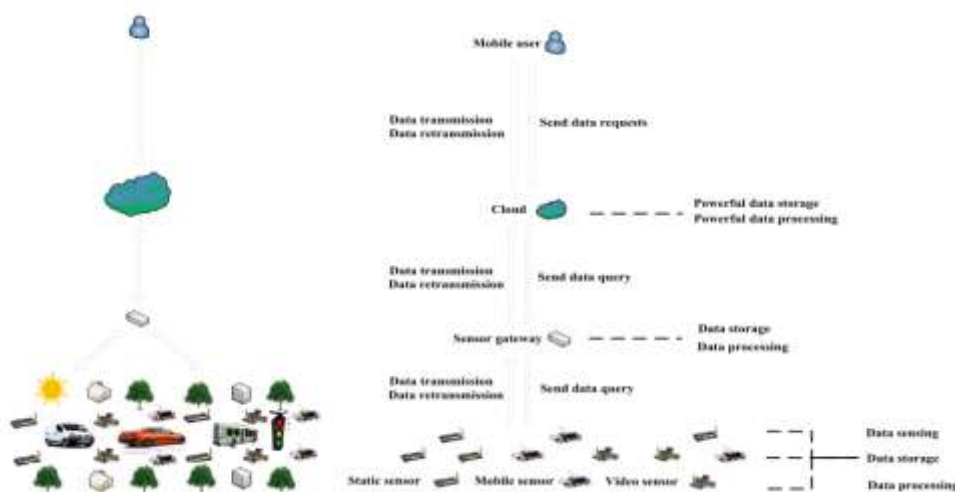 Mobile user
Data transmission
Data retransmission
Send data requests
Cloud
Powerful data storage
Powerful data processing
Data transmission
Data retransmission
Send data query
Sensor gateway
Data storage
Data processing
Data transmission
Data retransmission
Send data query
Data sensing
Data storage
Static sensor
Mobile sensor
Video sensor
Data processing